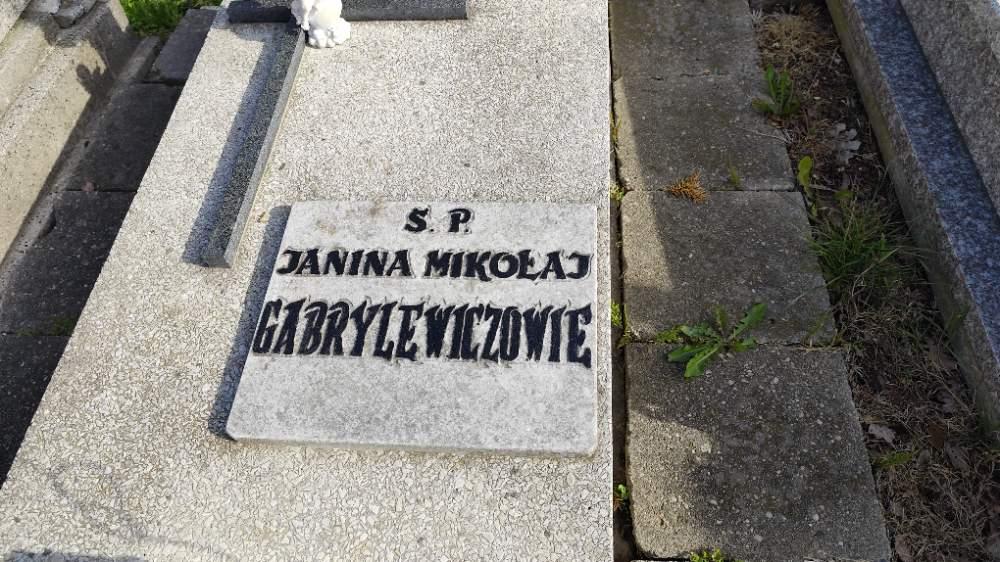 Ś. P.
JANINA MIKOŁAJ
GABRYLEWICZOWIE